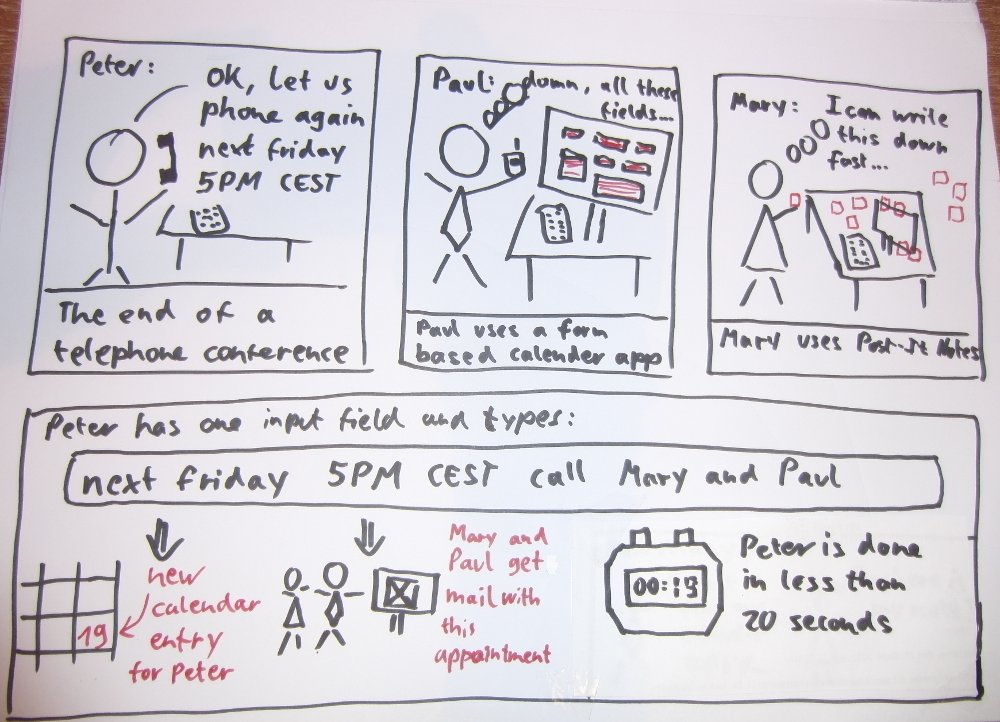 Peter:
OK, Let us
phone again
next friday
5PM CEST
The end of a
telephone conference
Paul: damn, all these
fields...
Paul uses a form
based calender app
Mary: I can write
this down
fast...
Mary uses Post-It Notes
Peter has one input field and types:
next friday 5PM CEST call Mary and Paul
19
new
calendar
entry
for Peter
Mary and
Paul get
mail with
this
appointment
00:13
Peter is done
in less than
20 seconds